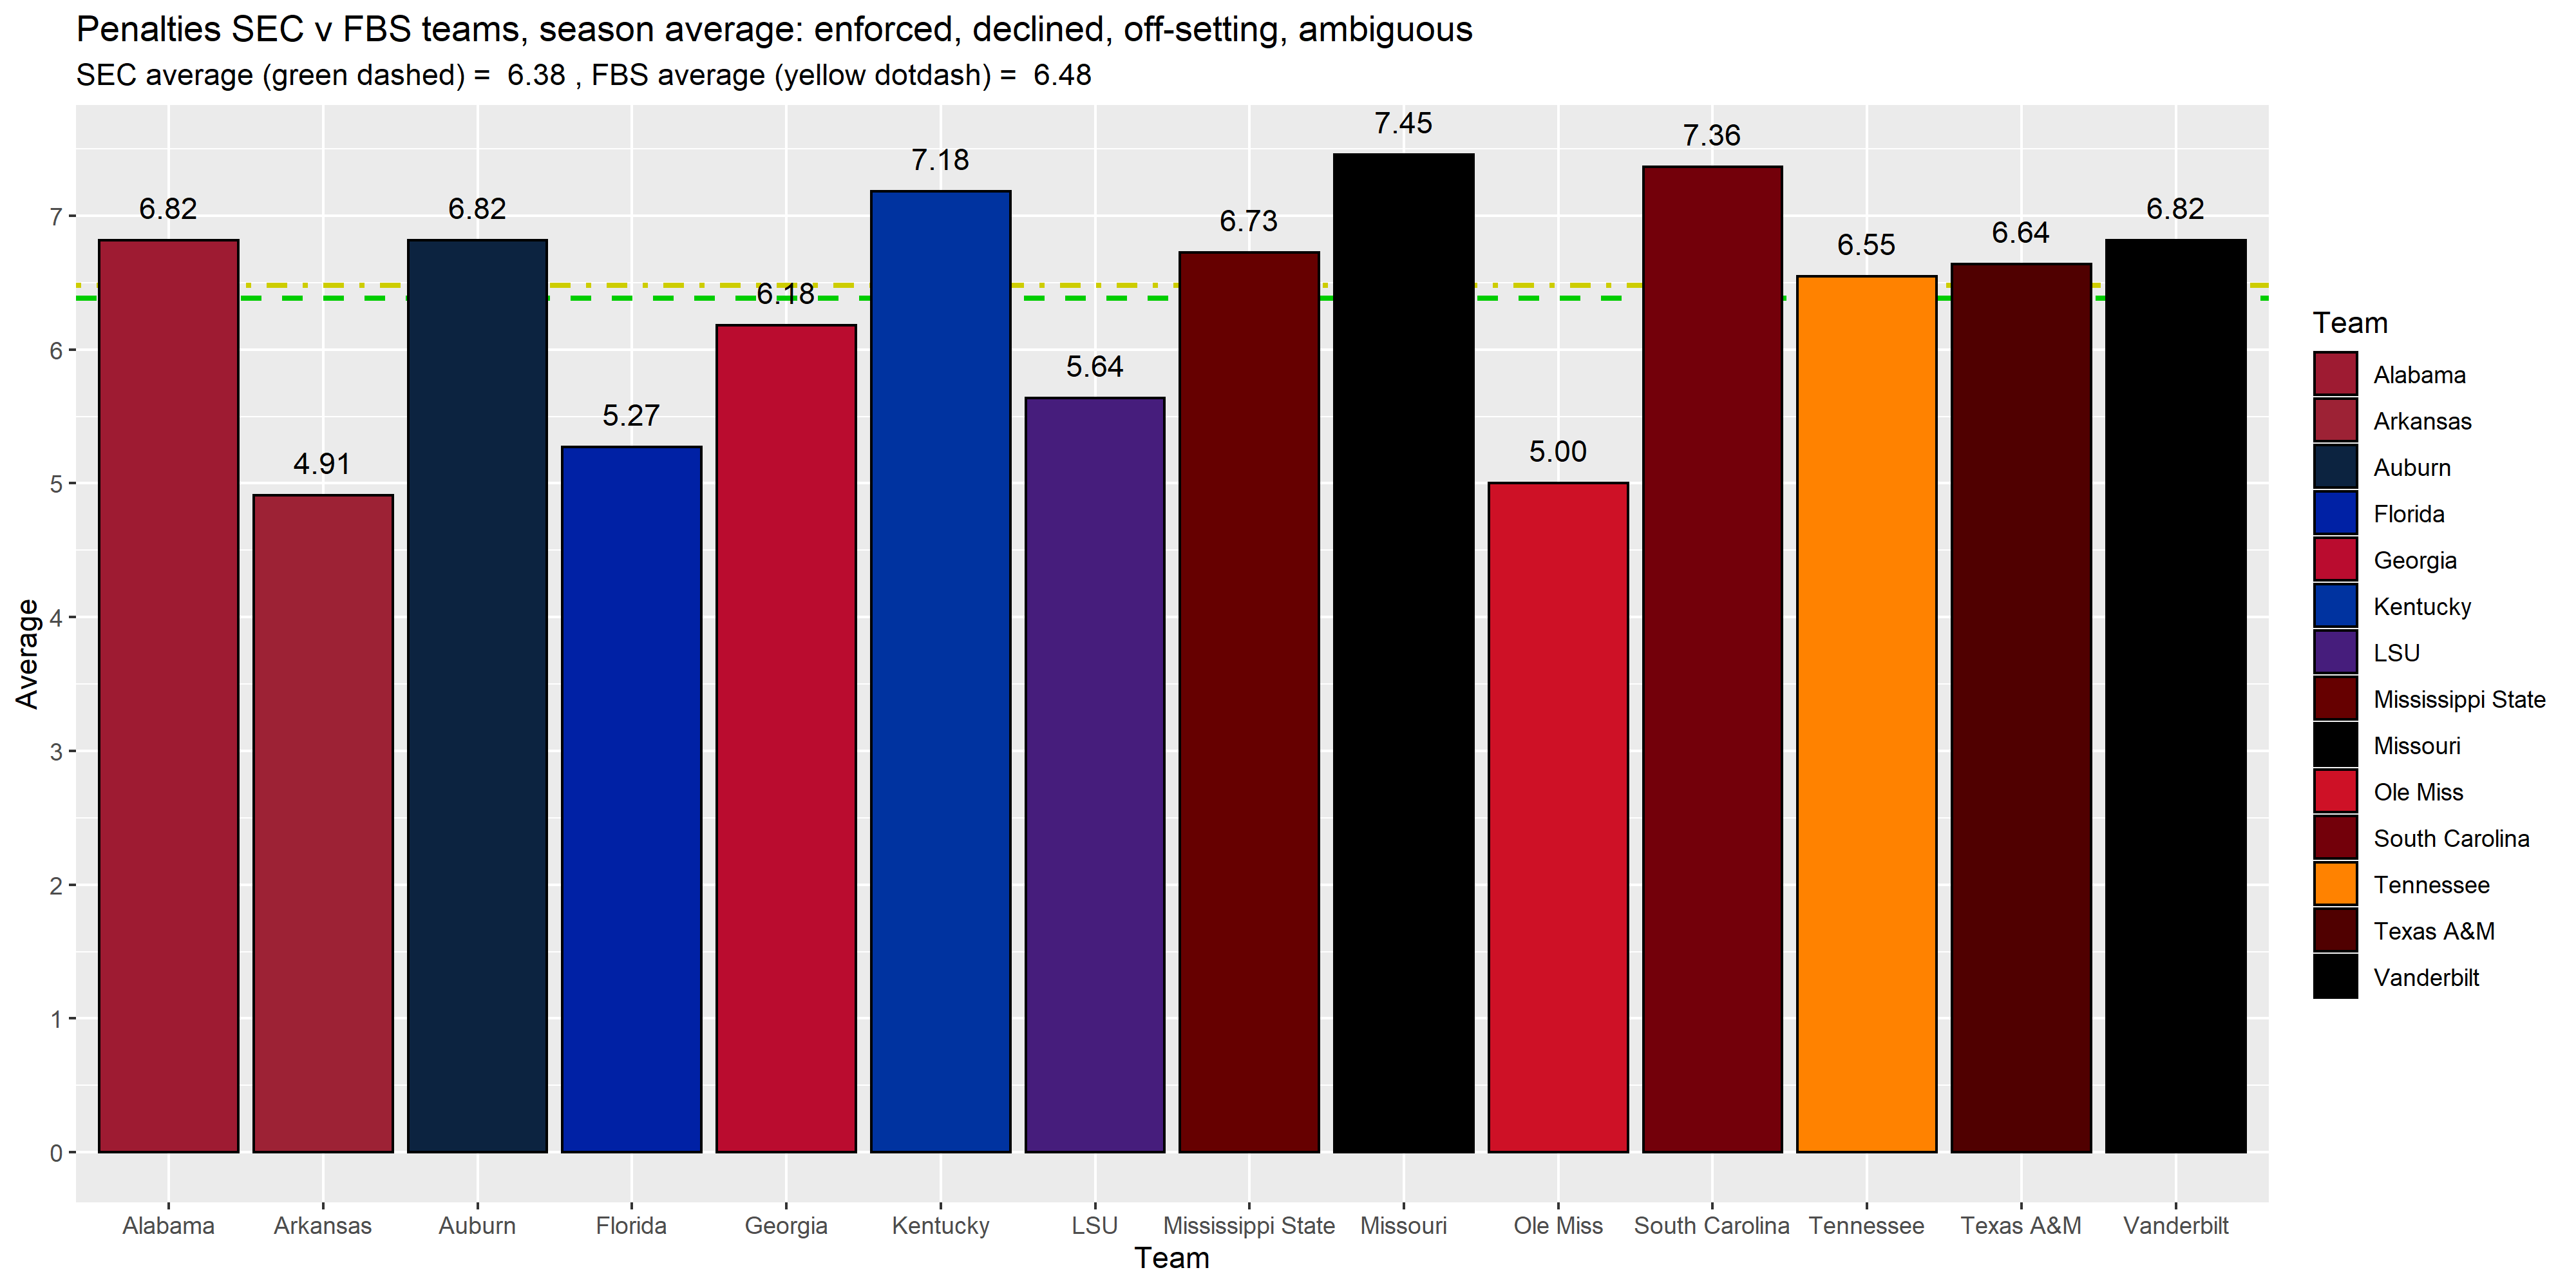 Penalties SEC v FBS teams, season average: enforced, declined, off-setting, ambiguous
SEC average (green dashed) =  6.38 , FBS average (yellow dotdash) =  6.48
Average
7
6
5
4
3
2
1
0
6.82
4.91
6.82
5.27
6.18
7.18
5.64
6.73
7.45
5.00
7.36
6.55
6.64
6.82
Alabama
Arkansas
Auburn
Florida
Georgia
Kentucky
LSU
Mississippi State
Missouri
Ole Miss
South Carolina
Tennessee
Texas A&M
Vanderbilt
Team
Team
Alabama
Arkansas
Auburn
Florida
Georgia
Kentucky
LSU
Mississippi State
Missouri
Ole Miss
South Carolina
Tennessee
Texas A&M
Vanderbilt